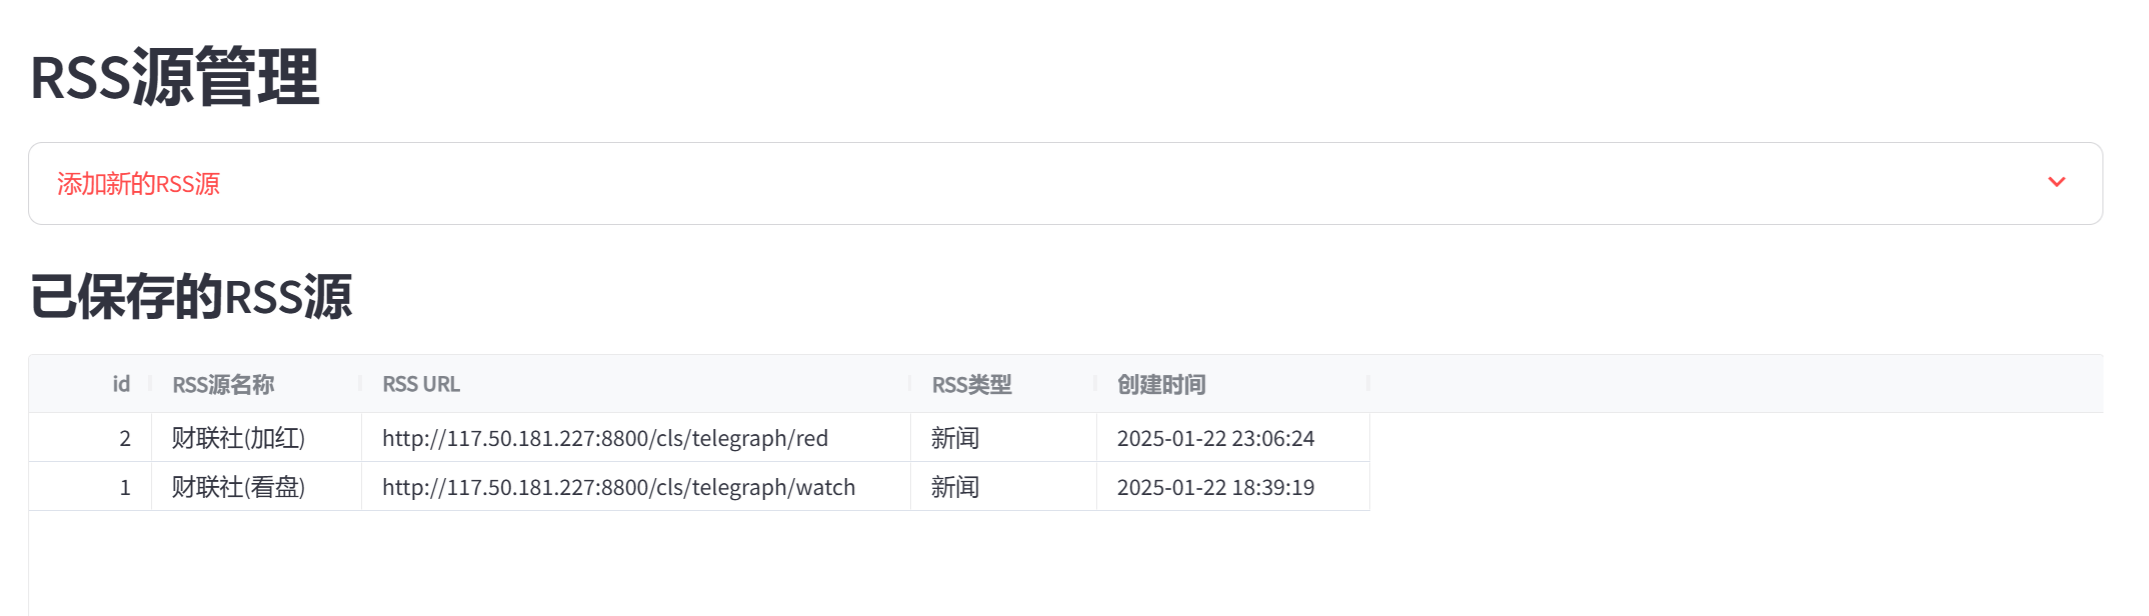 RSS源管理
添加新的RSS源
已保存的RSS源
id RSS源名称 RSS URL RSS类型 创建时间
2 财联社(加红) http://117.50.181.227:8800/cls/telegraph/red 新闻 2025-01-22 23:06:24
1 财联社(看盘) http://117.50.181.227:8800/cls/telegraph/watch 新闻 2025-01-22 18:39:19